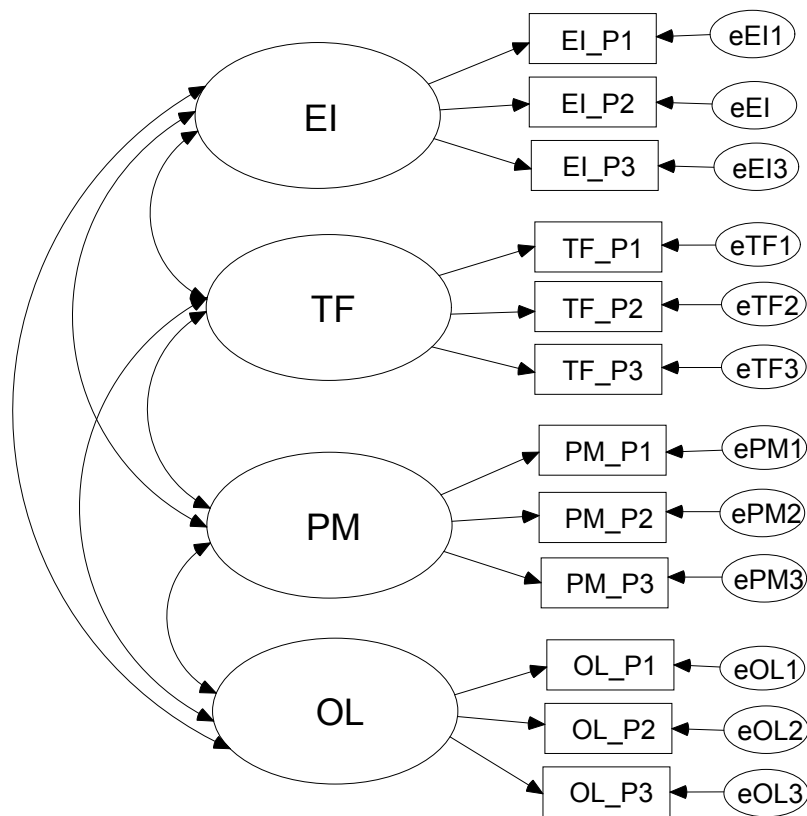 EI
EI_P1
eEI1
EI_P2
eEI
EI_P3
eEI3
TF
TF_P1
eTF1
TF_P2
eTF2
TF_P3
eTF3
PM
PM_P1
ePM1
PM_P2
ePM2
PM_P3
ePM3
OL
OL_P1
eOL1
OL_P2
eOL2
OL_P3
eOL3